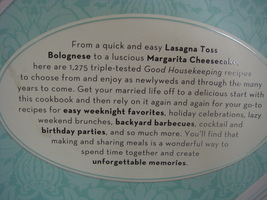 From a quick and easy Lasagna Toss
Bolognese to a luscious Margarita Cheesecake,
here are 1,275 triple-tested Good Housekeeping recipes
to choose from and enjoy as newlyweds and through the many
years to come. Get your married life off to a delicious start with
this cookbook and then rely on it again and again for your go-to
recipes for easy weeknight favorites, holiday celebrations, lazy
weekend brunches, backyard barbecues, cocktail and
birthday parties, and so much more. You'll find that
making and sharing meals is a wonderful way to
spend time together and create
unforgettable memories.